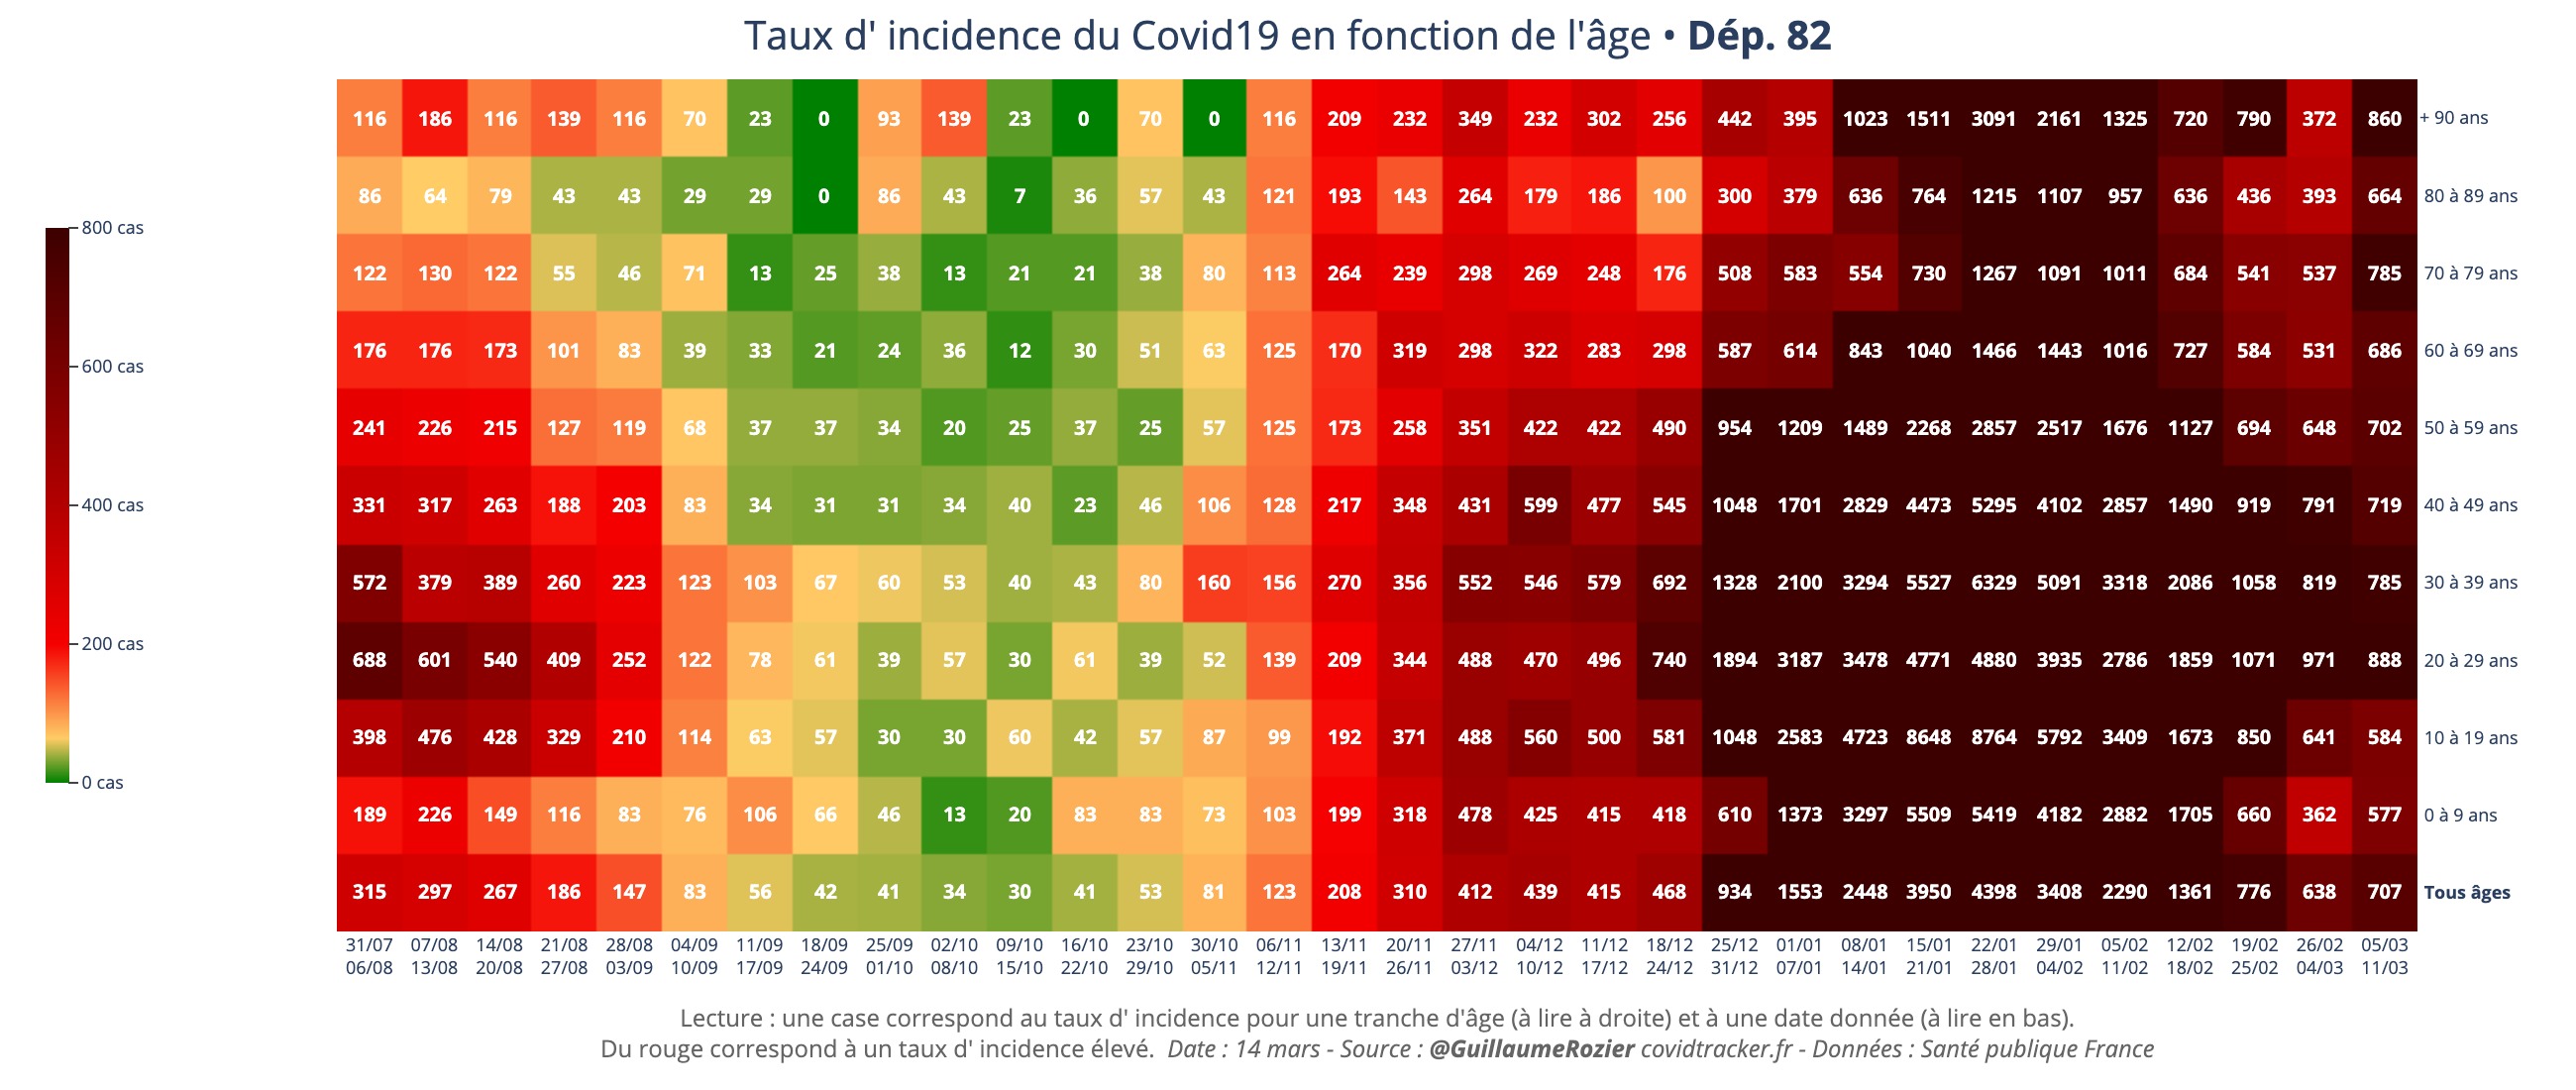 Taux d' incidence du Covid19 en fonction de l'âge • Dép. 82
116 186 116 139 116 70 23 0 93 139 23 0 70 0 116 209 232 349 232 302 256 442 395 1023 1511 3091 2161 1325 720 790 372 860 + 90 ans
86 64 79 43 43 29 29 0 86 43 7 36 57 43 121 193 143 264 179 186 100 300 379 636 764 1215 1107 957 636 436 393 664 80 à 89 ans
800 cas
122 130 122 55 46 71 13 25 38 13 21 21 38 80 113 264 239 298 269 248 176 508 583 554 730 1267 1091 1011 684 541 537 785 70 à 79 ans
176 176 173 101 83 39 33 21 24 36 12 30 51 63 125 170 319 298 322 283 298 587 614 843 1040 1466 1443 1016 727 584 531 686 60 à 69 ans
600 cas
241 226 215 127 119 68 37 37 34 20 25 37 25 57 125 173 258 351 422 422 490 954 1209 1489 2268 2857 2517 1676 1127 694 648 702 50 à 59 ans
400 cas
331 317 263 188 203 83 34 31 31 34 40 23 46 106 128 217 348 431 599 477 545 1048 1701 2829 4473 5295 4102 2857 1490 919 791 719 40 à 49 ans
572 379 389 260 223 123 103 67 60 53 40 43 80 160 156 270 356 552 546 579 692 1328 2100 3294 5527 6329 5091 3318 2086 1058 819 785 30 à 39 ans
200 cas
688 601 540 409 252 122 78 61 39 57 30 61 39 52 139 209 344 488 470 496 740 1894 3187 3478 4771 4880 3935 2786 1859 1071 971 888 20 à 29 ans
398 476 428 329 210 114 63 57 30 30 60 42 57 87 99 192 371 488 560 500 581 1048 2583 4723 8648 8764 5792 3409 1673 850 641 584 10 à 19 ans
0 cas
189 226 149 116 83 76 106 66 46 13 20 83 83 73 103 199 318 478 425 415 418 610 1373 3297 5509 5419 4182 2882 1705 660 362 577 0 à 9 ans
315 297 267 186 147 83 56 42 41 34 30 41 53 81 123 208 310 412 439 415 468 934 1553 2448 3950 4398 3408 2290 1361 776 638 707 Tous âges
31/07 07/08 14/08 21/08 28/08 04/09 11/09 18/09 25/09 02/10 09/10 16/10 23/10 30/10 06/11 13/11 20/11 27/11 04/12 11/12 18/12 25/12 01/01 08/01 15/01 22/01 29/01 05/02 12/02 19/02 26/02 05/03
06/08 13/08 20/08 27/08 03/09 10/09 17/09 24/09 01/10 08/10 15/10 22/10 29/10 05/11 12/11 19/11 26/11 03/12 10/12 17/12 24/12 31/12 07/01 14/01 21/01 28/01 04/02 11/02 18/02 25/02 04/03 11/03
Lecture : une case correspond au taux d' incidence pour une tranche d'âge (à lire à droite) et à une date donnée (à lire en bas).
Du rouge correspond à un taux d' incidence élevé. Date : 14 mars - Source : @GuillaumeRozier covidtracker.fr - Données : Santé publique France